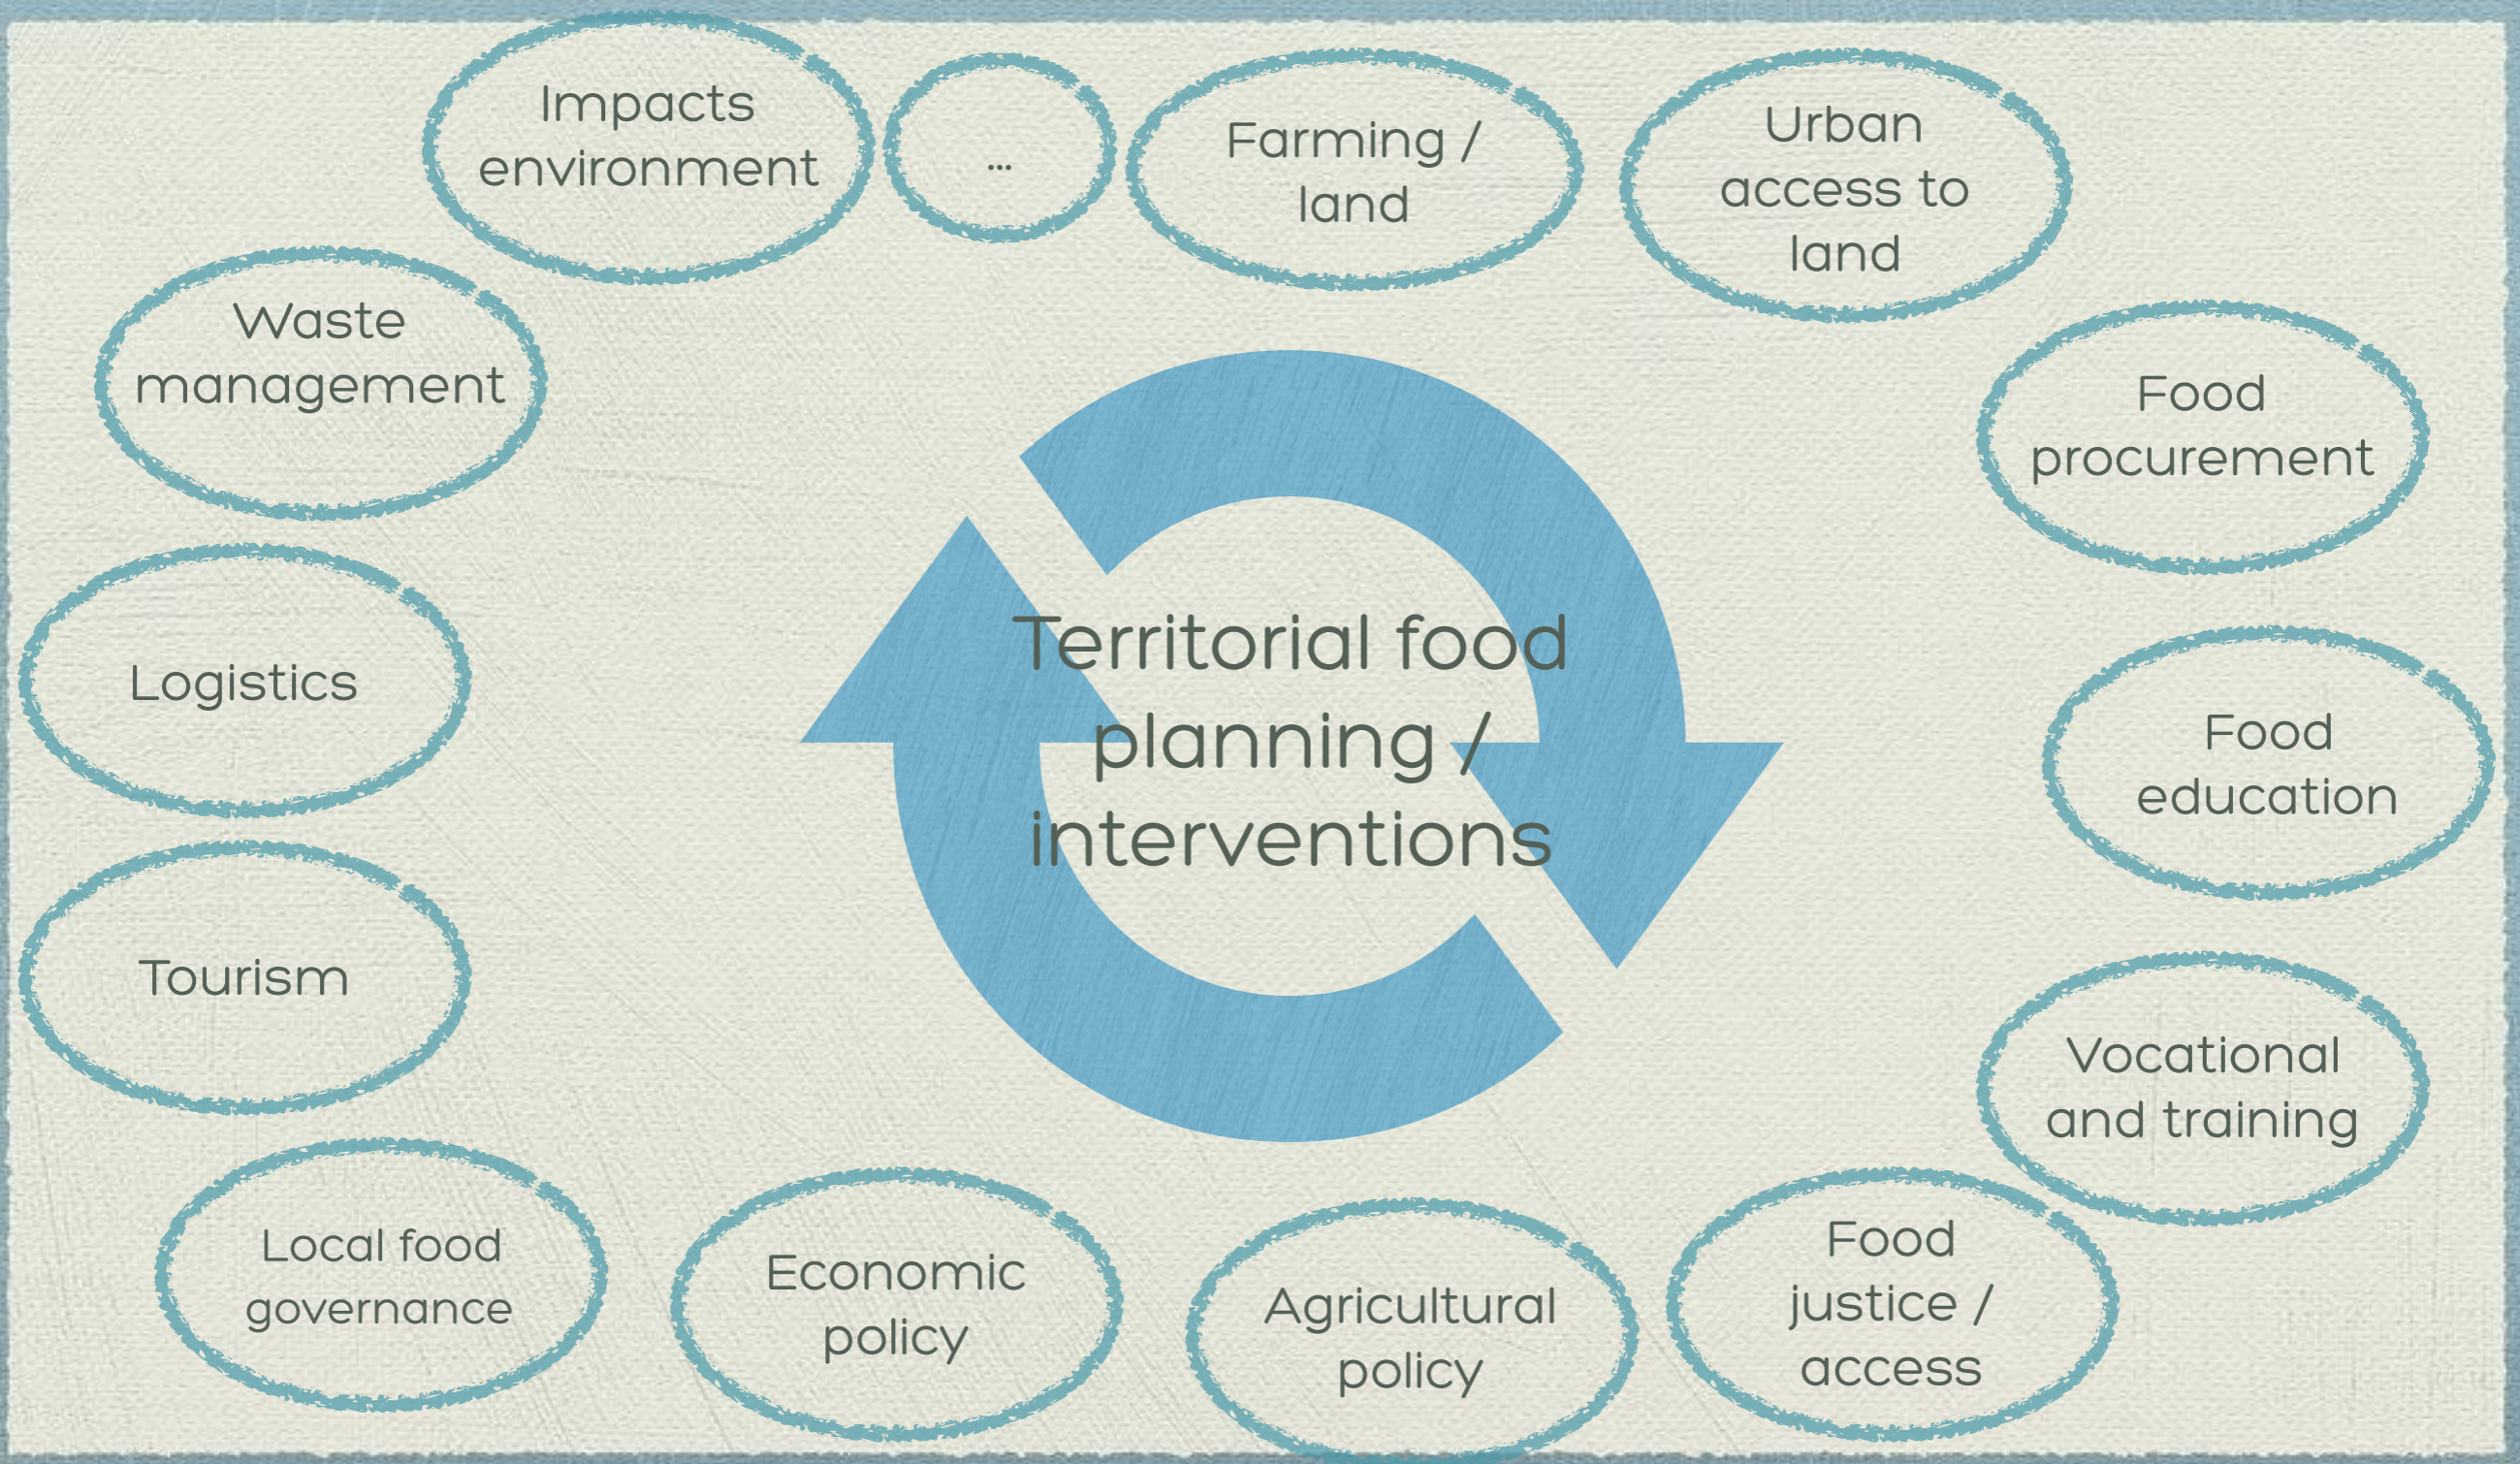 Impacts
environment
...
Farming /
land
Urban
access to
land
Waste
management
Food
procurement
Logistics
Territorial food
planning /
interventions
Food
education
Tourism
Vocational
and training
Local food
governance
Economic
policy
Agricultural
policy
Food
justice /
access